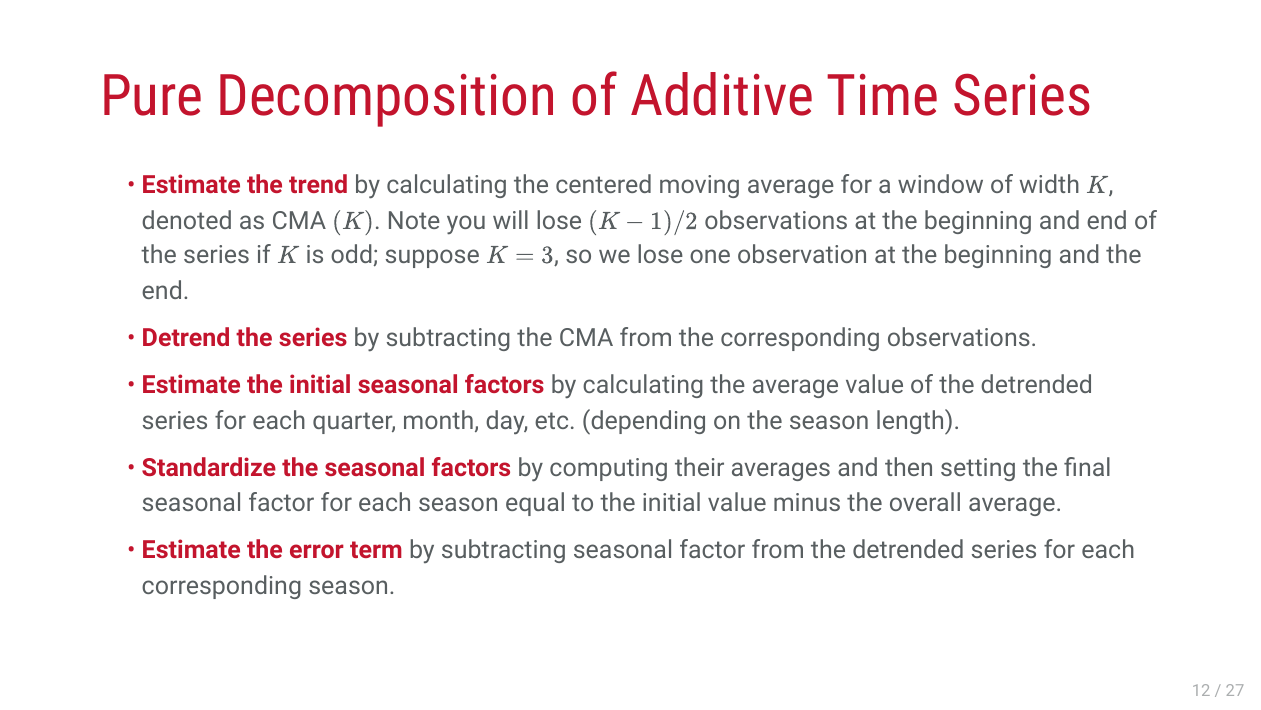 Pure Decomposition of Additive Time Series
• Estimate the trend by calculating the centered moving average for a window of width K,
denoted as CMA (K). Note you will lose (K − 1)/2 observations at the beginning and end of
the series if K is odd; suppose K = 3, so we lose one observation at the beginning and the
end.
• Detrend the series by subtracting the CMA from the corresponding observations.
• Estimate the initial seasonal factors by calculating the average value of the detrended
series for each quarter, month, day, etc. (depending on the season length).
• Standardize the seasonal factors by computing their averages and then setting the final
seasonal factor for each season equal to the initial value minus the overall average.
• Estimate the error term by subtracting seasonal factor from the detrended series for each
corresponding season.
12 / 27